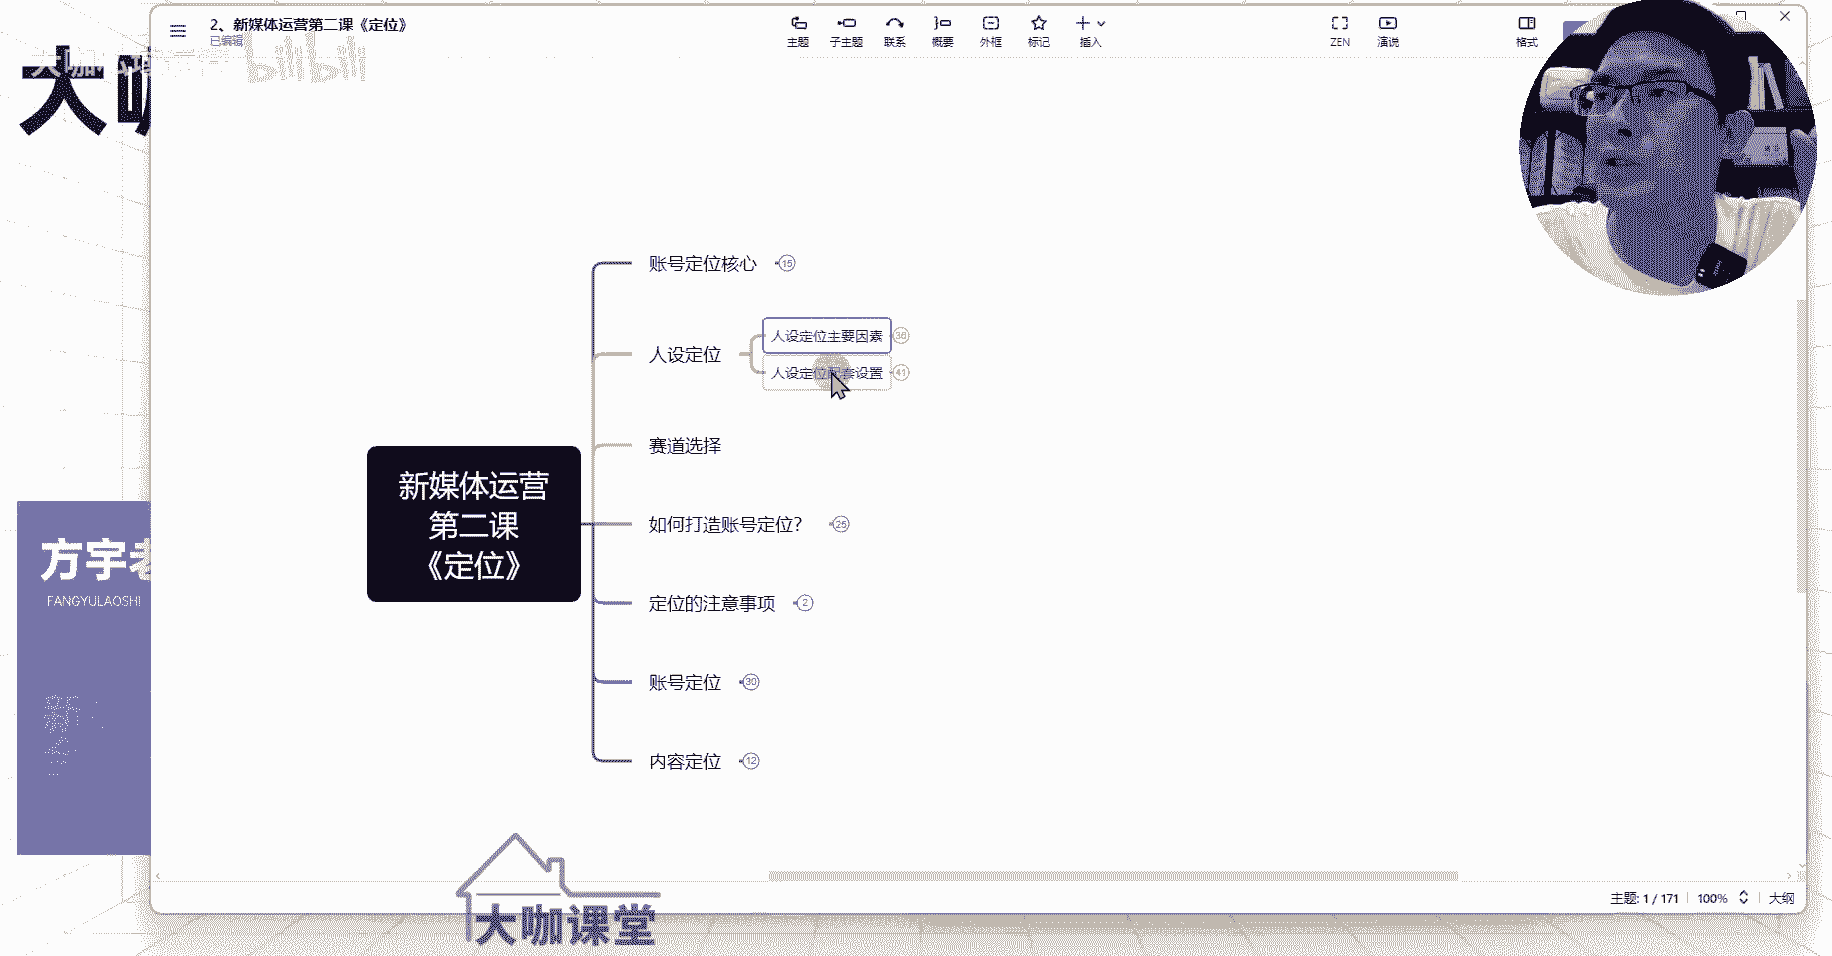 2、新媒体运营第二课《定位》
已编辑
主题
子主题
联系
概要
外框
标记
插入
ZEN
演说
格式
bilibili
大咖
账号定位核心
15
人设定位主要因素
36
人设定位
人设定位配套设置
41
赛道选择
新媒体运营
第二课
《定位》
如何打造账号定位？
25
定位的注意事项
2
账号定位
30
内容定位
12
方宇老
FANGYULAOSHI
主题: 1 / 171
100%
大纲
大咖课堂